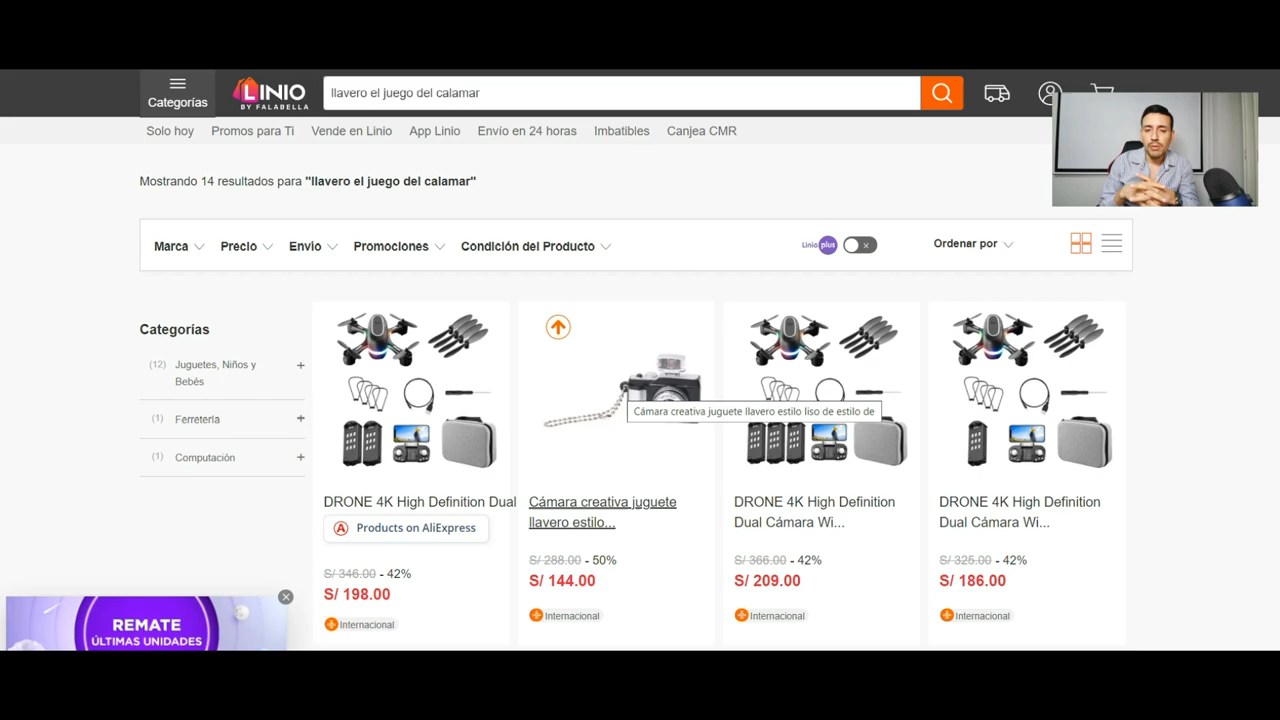 Categorías
LINIO
BY FALABELLA
llavero el juego del calamar
Solo hoy Promos para Ti Vende en Linio App Linio Envío en 24 horas Imbatibles Canjea CMR
Mostrando 14 resultados para "llavero el juego del calamar"
Marca Precio Envio Promociones Condición del Producto Linio plus Ordenar por
Categorías
(12) Juguetes, Niños y Bebés +
(1) Ferretería +
(1) Computación +
Cámara creativa juguete llavero estilo liso de estilo de
DRONE 4K High Definition Dual
Products on AliExpress
S/ 346.00 - 42%
S/ 198.00
Internacional
Cámara creativa juguete
llavero estilo...
S/ 288.00 - 50%
S/ 144.00
Internacional
DRONE 4K High Definition
Dual Cámara Wi...
S/ 366.00 - 42%
S/ 209.00
Internacional
DRONE 4K High Definition
Dual Cámara Wi...
S/ 325.00 - 42%
S/ 186.00
Internacional
REMATE
ÚLTIMAS UNIDADES